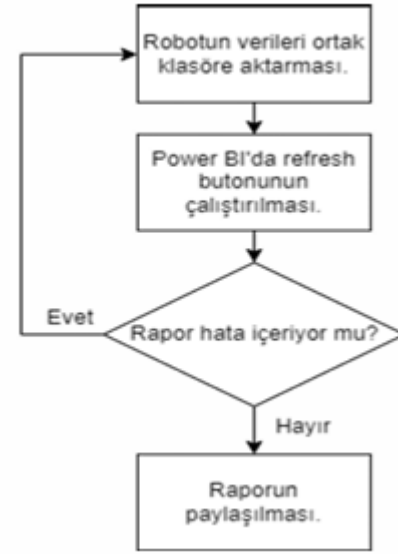 Robotun verileri ortak
klasöre aktarması.
Power BI'da refresh
butonunun
çalıştırılması.
Evet
Rapor hata içeriyor mu?
Hayır
Raporun
paylaşılması.